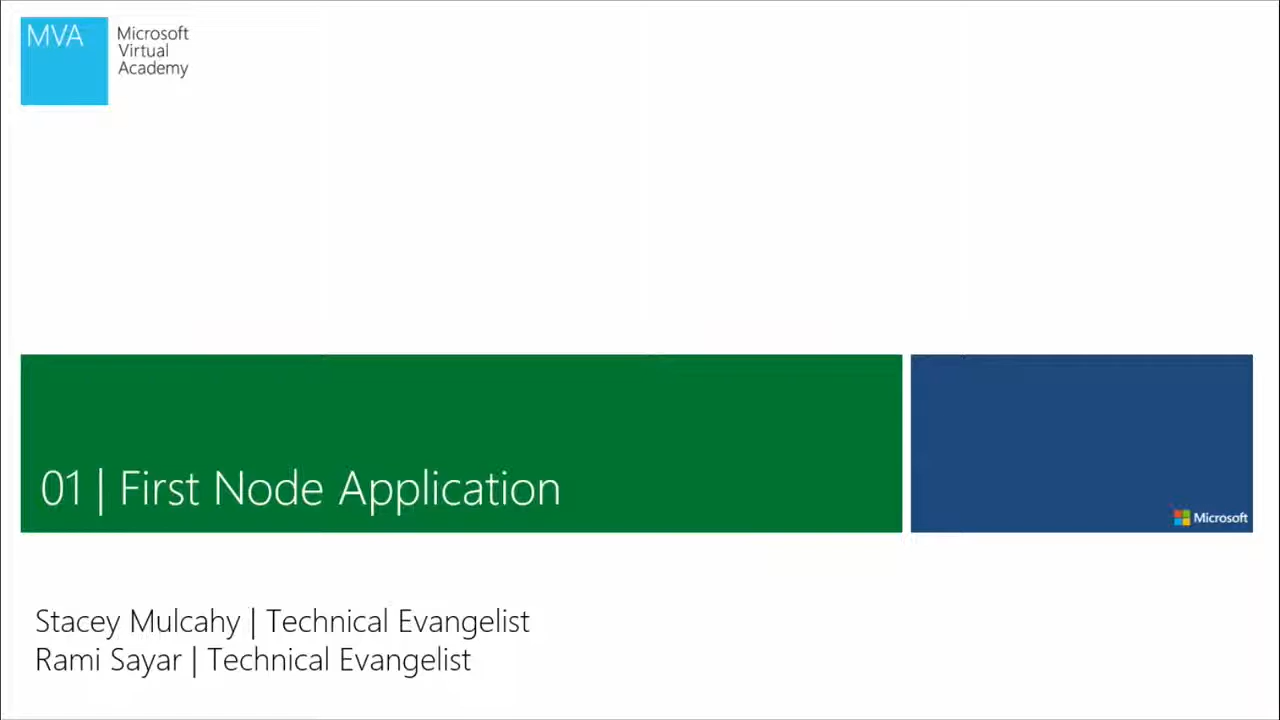 MVA
Microsoft
Virtual
Academy
01 | First Node Application
Microsoft
Stacey Mulcahy | Technical Evangelist
Rami Sayar | Technical Evangelist